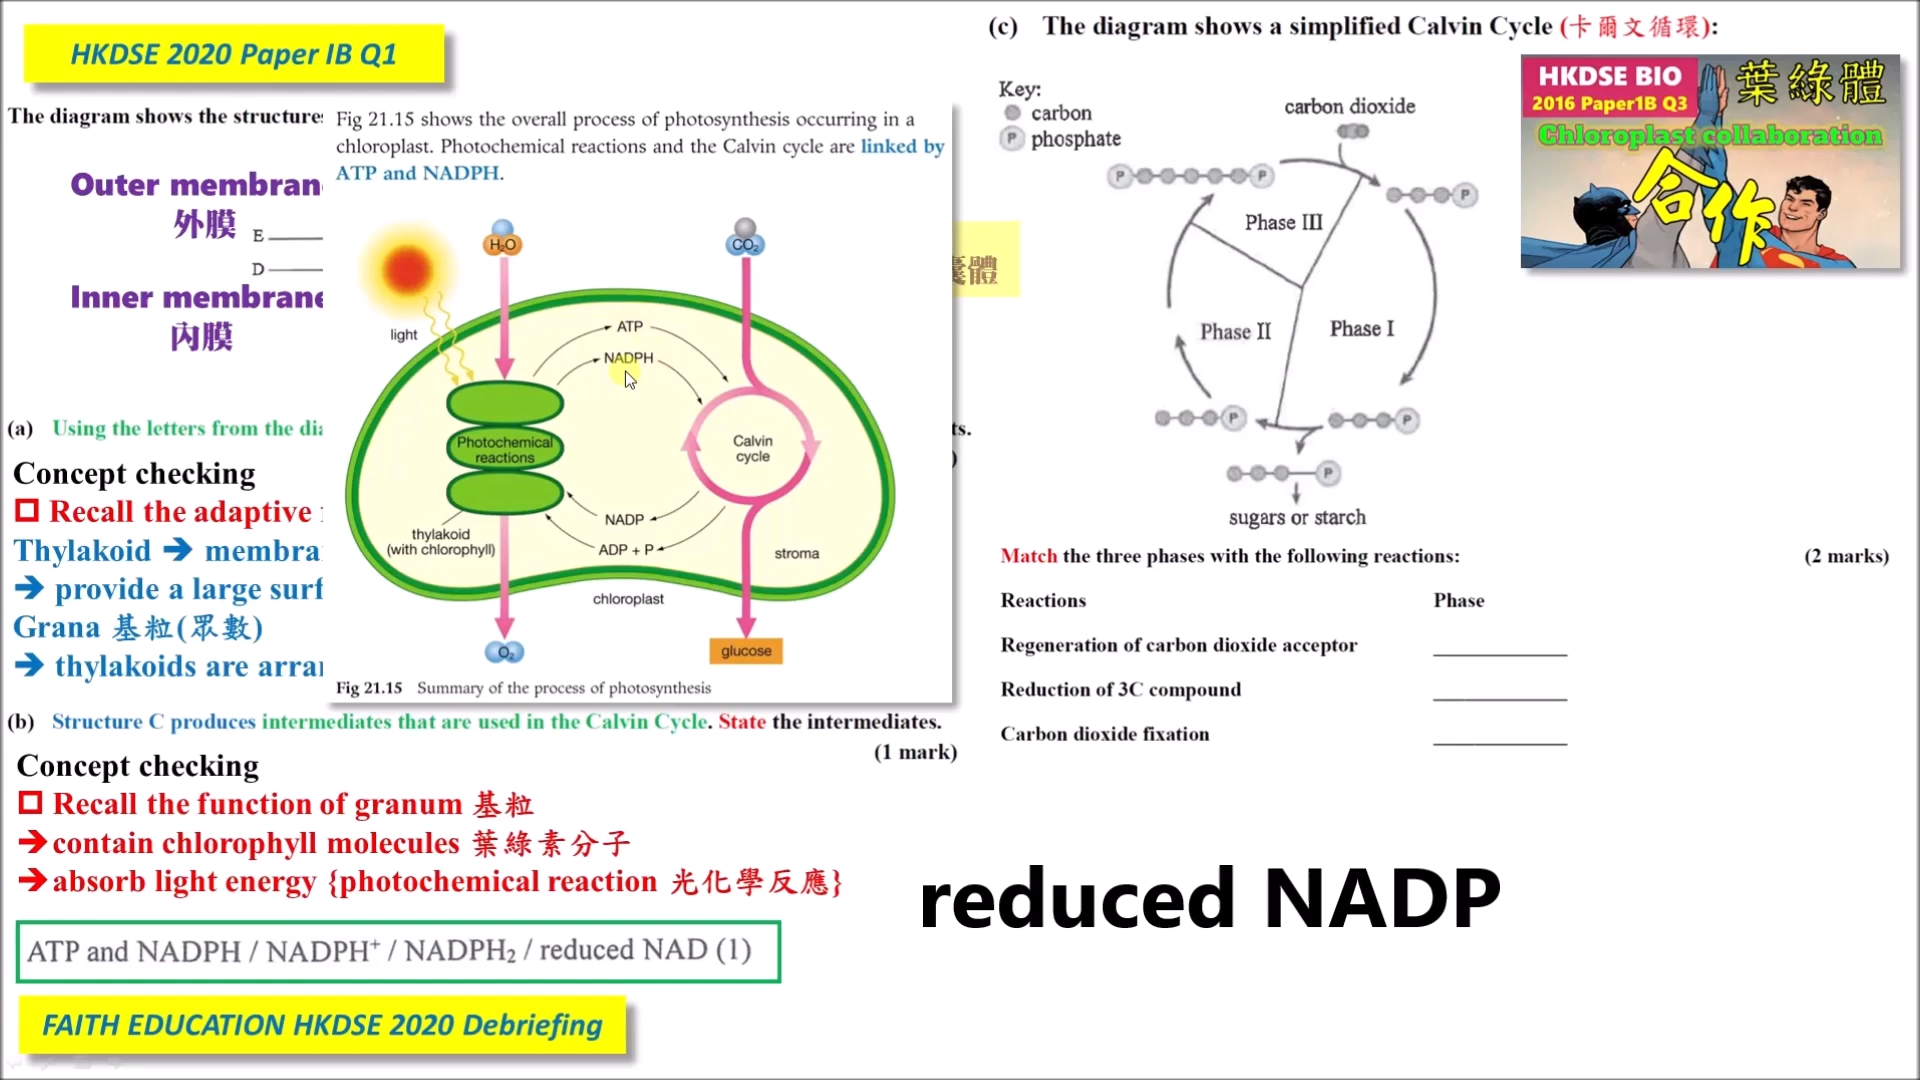 HKDSE 2020 Paper IB Q1
The diagram shows the structures
Outer membran
外膜
E
D
Inner membrane
內膜
(a) Using the letters from the dia
Concept checking
Recall the adaptive
Thylakoid → membra
→ provide a large surf
Grana 基粒(眾數)
→ thylakoids are arra
Fig 21.15 shows the overall process of photosynthesis occurring in a
chloroplast. Photochemical reactions and the Calvin cycle are linked by
ATP and NADPH.
H₂O
CO₂
light
ATP
NADPH
Photochemical
reactions
Calvin
cycle
NADP
ADP + P
thylakoid
(with chlorophyll)
stroma
chloroplast
O₂
glucose
Fig 21.15 Summary of the process of photosynthesis
囊體
ts.
)
(b) Structure C produces intermediates that are used in the Calvin Cycle. State the intermediates.
(1 mark)
Concept checking
Recall the function of granum 基粒
→contain chlorophyll molecules 葉綠素分子
→absorb light energy {photochemical reaction 光化學反應}
ATP and NADPH / NADPH⁺ / NADPH₂ / reduced NAD (1)
FAITH EDUCATION HKDSE 2020 Debriefing
(c) The diagram shows a simplified Calvin Cycle (卡爾文循環):
Key:
carbon
P phosphate
carbon dioxide
P P
P
Phase III
Phase II
Phase I
P
P
P
sugars or starch
HKDSE BIO
2016 Paper1B Q3
葉綠體
Chloroplast collaboration
合作
Match the three phases with the following reactions: (2 marks)
Reactions Phase
Regeneration of carbon dioxide acceptor
Reduction of 3C compound
Carbon dioxide fixation
reduced NADP